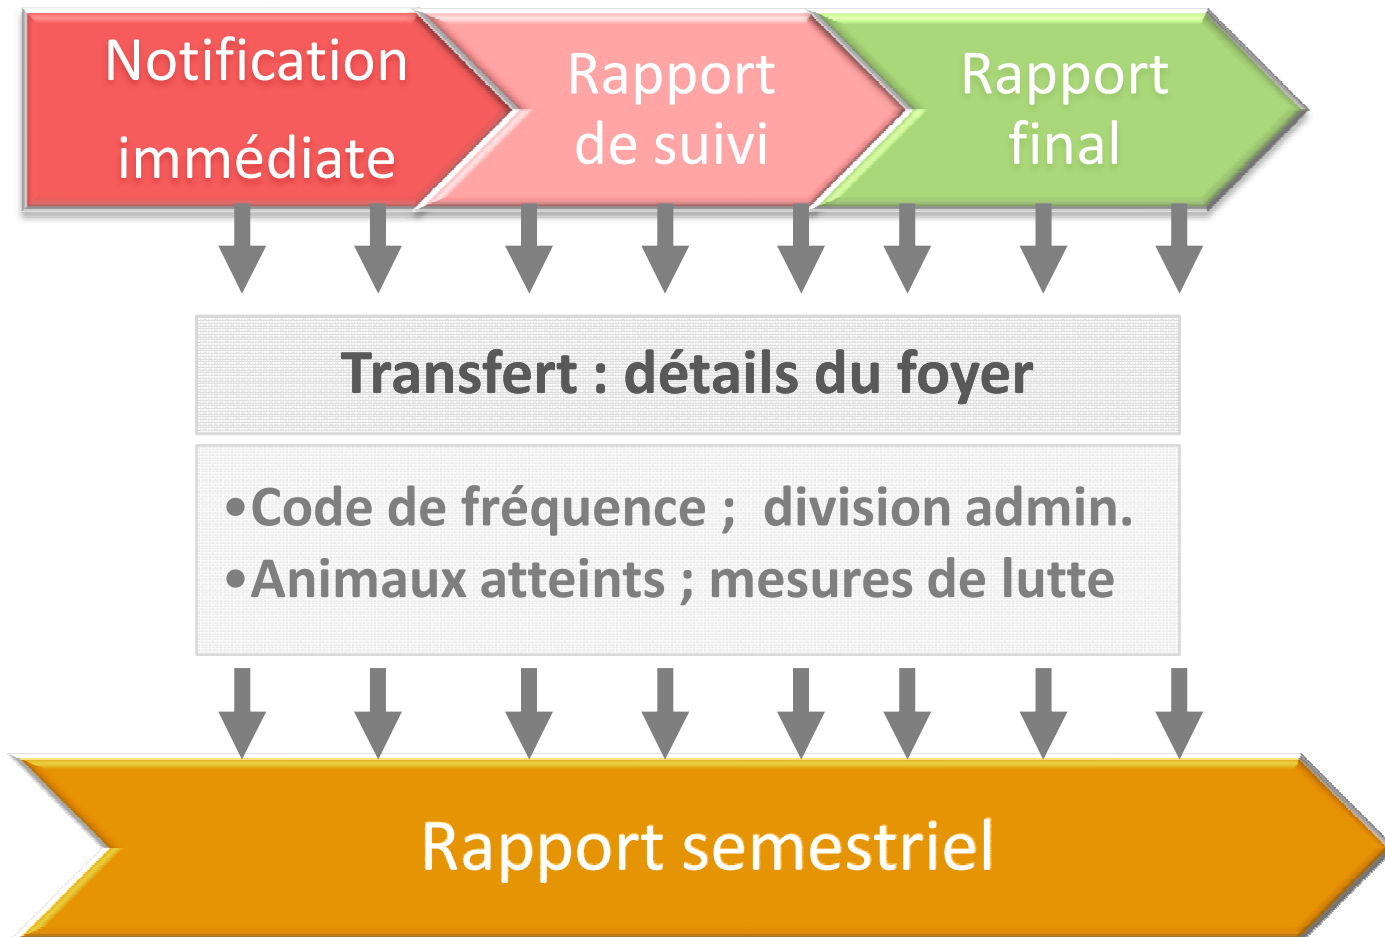 Notification
immédiate
Rapport
de suivi
Rapport
final
Transfert : détails du foyer
•Code de fréquence ; division admin.
•Animaux atteints ; mesures de lutte
Rapport semestriel